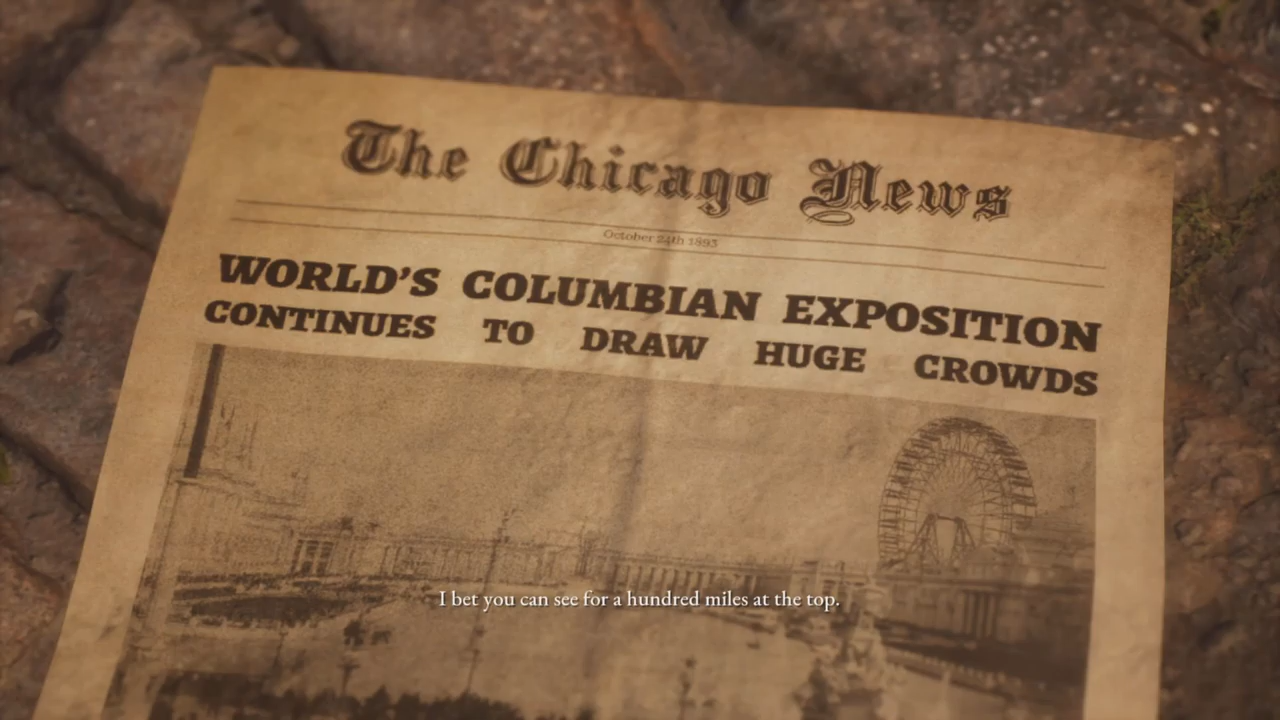 The Chicago News
October 24th 1893
WORLD'S COLUMBIAN EXPOSITION
CONTINUES TO DRAW HUGE CROWDS
I bet you can see for a hundred miles at the top.